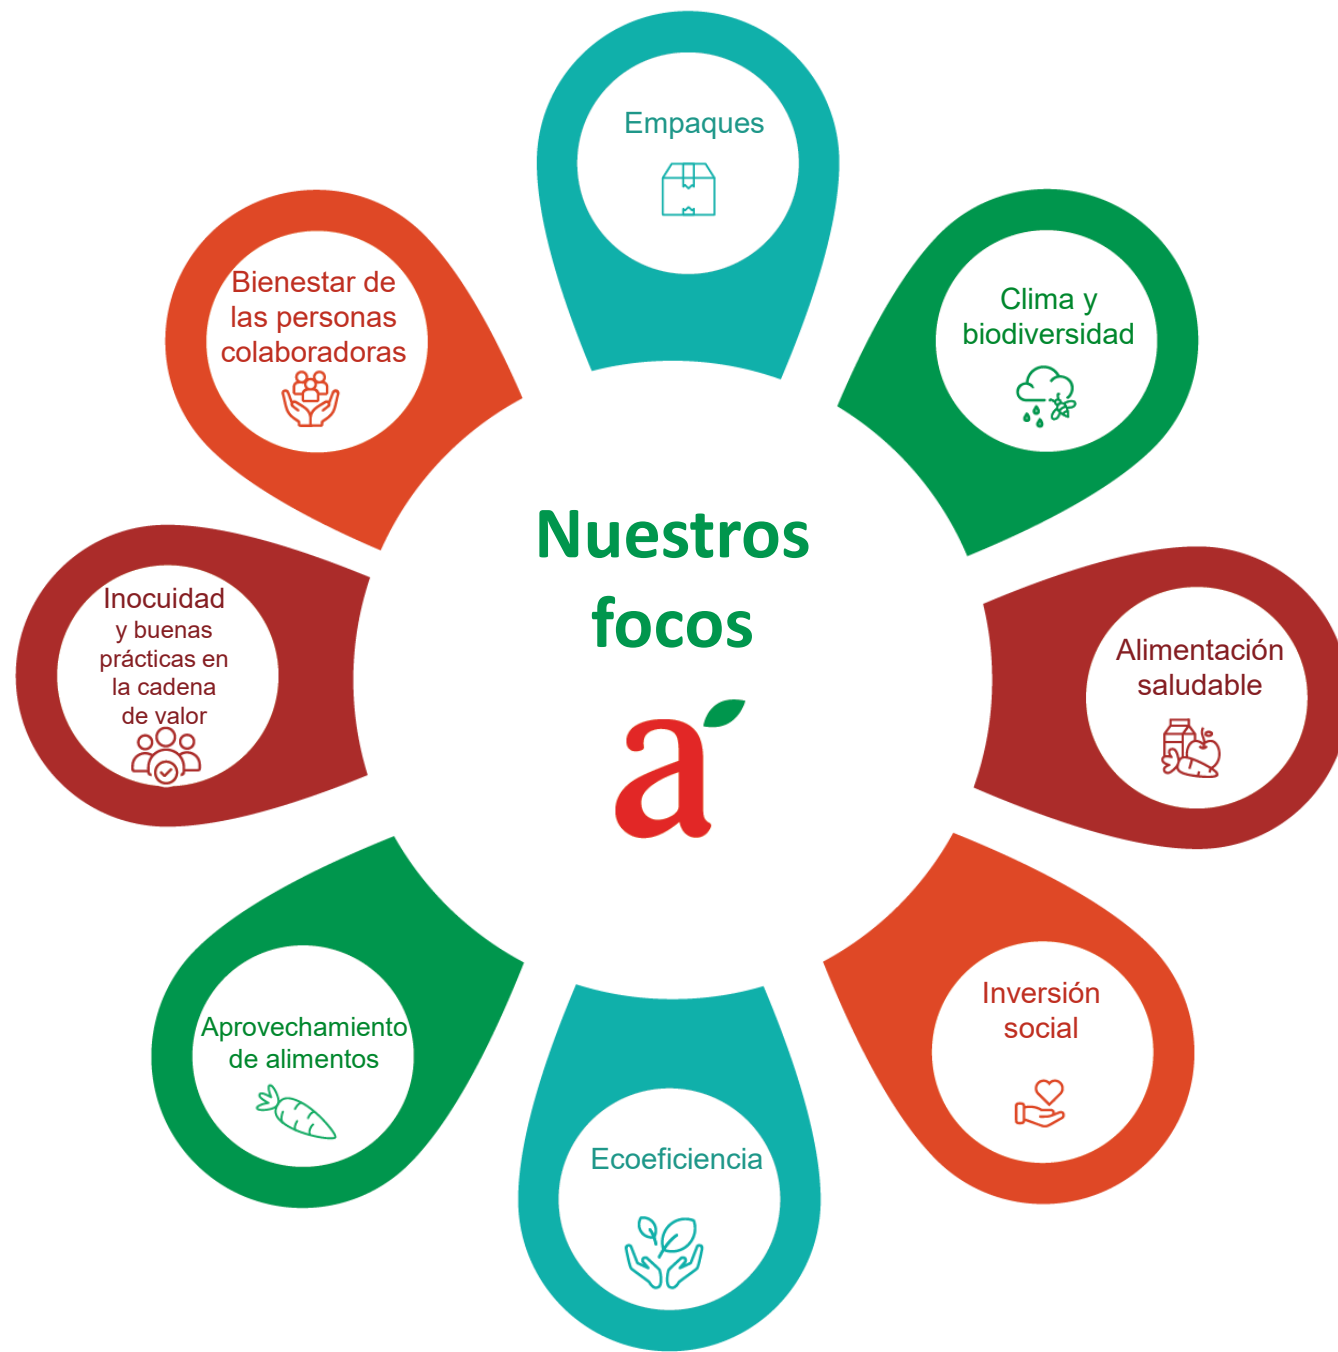 Empaques
Clima y
biodiversidad
Alimentación
saludable
Inversión
social
Ecoeficiencia
Aprovechamiento
de alimentos
Inocuidad
y buenas
prácticas en
la cadena
de valor
Bienestar de
las personas
colaboradoras
Nuestros
focos
a